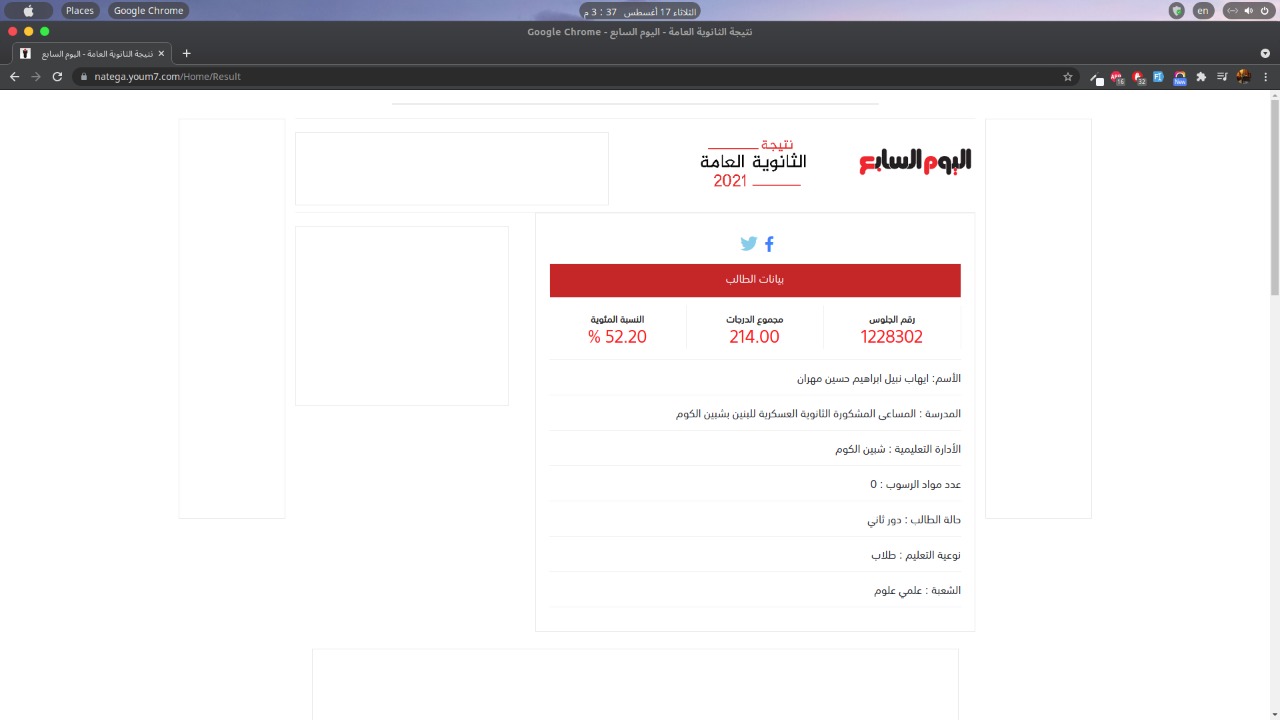 Places
Google Chrome
الثلاثاء 17 أغسطس 37 : 3 م
en
نتيجة الثانوية العامة - اليوم السابع - Google Chrome
نتيجة الثانوية العامة - اليوم السابع
natega.youm7.com/Home/Result
16
32
New
اليوم السابع
نتيجة
الثانوية العامة
2021
بيانات الطالب
رقم الجلوس
1228302
مجموع الدرجات
214.00
النسبة المئوية
52.20 %
الأسم: ايهاب نبيل ابراهيم حسين مهران
المدرسة : المساعى المشكورة الثانوية العسكرية للبنين بشبين الكوم
الأدارة التعليمية : شبين الكوم
عدد مواد الرسوب : 0
حالة الطالب : دور ثاني
نوعية التعليم : طلاب
الشعبة : علمي علوم